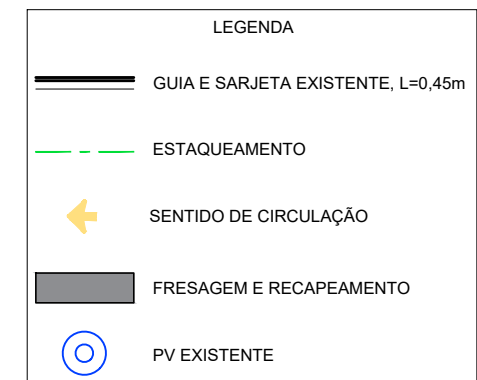 LEGENDA
GUIA E SARJETA EXISTENTE, L=0,45m
ESTAQUEAMENTO
SENTIDO DE CIRCULAÇÃO
FRESAGEM E RECAPEAMENTO
PV EXISTENTE